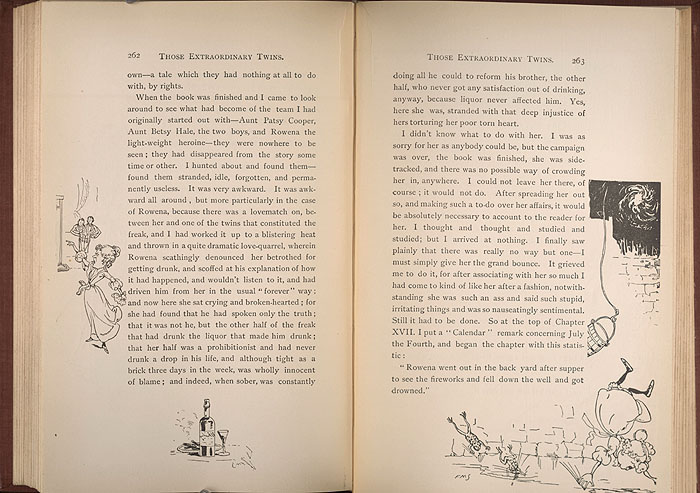 262 THOSE EXTRAORDINARY TWINS.
own—a tale which they had nothing at all to do
with, by rights.
When the book was finished and I came to look
around to see what had become of the team I had
originally started out with—Aunt Patsy Cooper,
Aunt Betsy Hale, the two boys, and Rowena the
light-weight heroine—they were nowhere to be
seen; they had disappeared from the story some
time or other. I hunted about and found them—
found them stranded, idle, forgotten, and perma-
nently useless. It was very awkward. It was awk-
ward all around, but more particularly in the case
of Rowena, because there was a lovematch on, be-
tween her and one of the twins that constituted the
freak, and I had worked it up to a blistering heat
and thrown in a quite dramatic love-quarrel, wherein
Rowena scathingly denounced her betrothed for
getting drunk, and scoffed at his explanation of how
it had happened, and wouldn't listen to it, and had
driven him from her in the usual "forever" way;
and now here she sat crying and broken-hearted; for
she had found that he had spoken only the truth;
that it was not he, but the other half of the freak
that had drunk the liquor that made him drunk;
that her half was a prohibitionist and had never
drunk a drop in his life, and although tight as a
brick three days in the week, was wholly innocent
of blame; and indeed, when sober, was constantly
THOSE EXTRAORDINARY TWINS. 263
doing all he could to reform his brother, the other
half, who never got any satisfaction out of drinking,
anyway, because liquor never affected him. Yes,
here she was, stranded with that deep injustice of
hers torturing her poor torn heart.
I didn't know what to do with her. I was as
sorry for her as anybody could be, but the campaign
was over, the book was finished, she was side-
tracked, and there was no possible way of crowding
her in, anywhere. I could not leave her there, of
course; it would not do. After spreading her out
so, and making such a to-do over her affairs, it would
be absolutely necessary to account to the reader for
her. I thought and thought and studied and
studied; but I arrived at nothing. I finally saw
plainly that there was really no way but one—I
must simply give her the grand bounce. It grieved
me to do it, for after associating with her so much I
had come to kind of like her after a fashion, notwith-
standing she was such an ass and said such stupid,
irritating things and was so nauseatingly sentimental.
Still it had to be done. So at the top of Chapter
XVII. I put a "Calendar" remark concerning July
the Fourth, and began the chapter with this statis-
tic:
"Rowena went out in the back yard after supper
to see the fireworks and fell down the well and got
drowned."
FMS